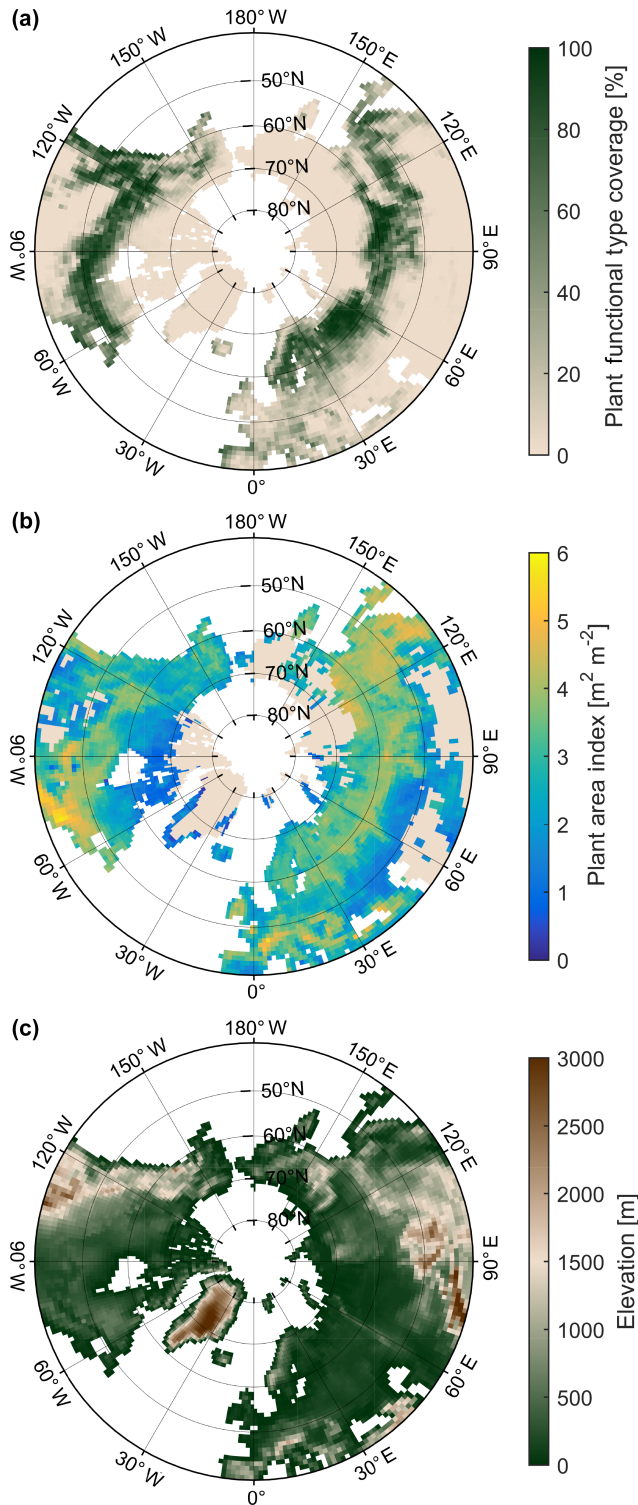 (a)
180° W
150° W
150° E
120° W
120° E
90° W
90° E
60° W
60° E
30° W
30° E
0°
50°N
60°N
70°N
80°N
100
80
60
40
20
0
Plant functional type coverage [%]
(b)
180° W
150° W
150° E
120° W
120° E
90° W
90° E
60° W
60° E
30° W
30° E
0°
50°N
60°N
70°N
80°N
6
5
4
3
2
1
0
Plant area index [m² m⁻²]
(c)
180° W
150° W
150° E
120° W
120° E
90° W
90° E
60° W
60° E
30° W
30° E
0°
50°N
60°N
70°N
80°N
3000
2500
2000
1500
1000
500
0
Elevation [m]